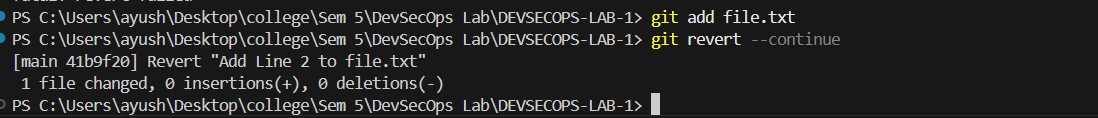 PS C:\Users\ayush\Desktop\college\Sem 5\DevSecOps Lab\DEVSECOPS-LAB-1> git add file.txt
PS C:\Users\ayush\Desktop\college\Sem 5\DevSecOps Lab\DEVSECOPS-LAB-1> git revert --continue
[main 41b9f20] Revert "Add Line 2 to file.txt"
 1 file changed, 0 insertions(+), 0 deletions(-)
PS C:\Users\ayush\Desktop\college\Sem 5\DevSecOps Lab\DEVSECOPS-LAB-1>